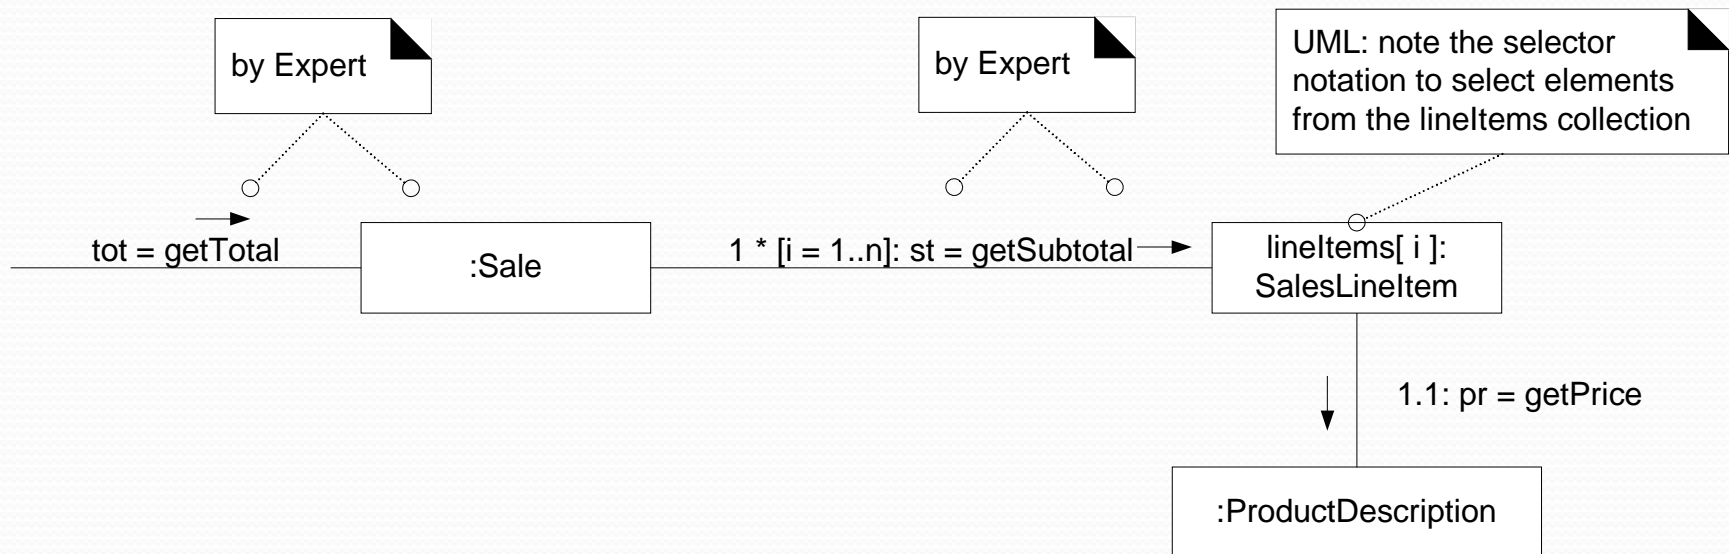 by Expert
by Expert
UML: note the selector
notation to select elements
from the lineItems collection
tot = getTotal
:Sale
1 * [i = 1..n]: st = getSubtotal
lineItems[ i ]:
SalesLineItem
1.1: pr = getPrice
:ProductDescription